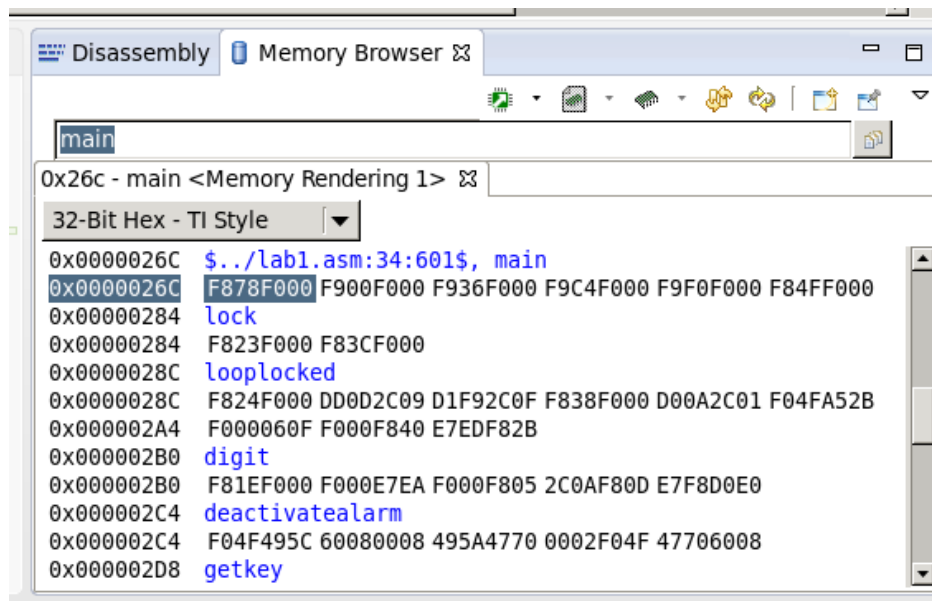 Disassembly Memory Browser
main
0x26c - main <Memory Rendering 1>
32-Bit Hex - TI Style
0x0000026C $../lab1.asm:34:601$, main
0x0000026C F878F000 F900F000 F936F000 F9C4F000 F9F0F000 F84FF000
0x00000284 lock
0x00000284 F823F000 F83CF000
0x0000028C looplocked
0x0000028C F824F000 DD0D2C09 D1F92C0F F838F000 D00A2C01 F04FA52B
0x000002A4 F000060F F000F840 E7EDF82B
0x000002B0 digit
0x000002B0 F81EF000 F000E7EA F000F805 2C0AF80D E7F8D0E0
0x000002C4 deactivatealarm
0x000002C4 F04F495C 60080008 495A4770 0002F04F 47706008
0x000002D8 getkey